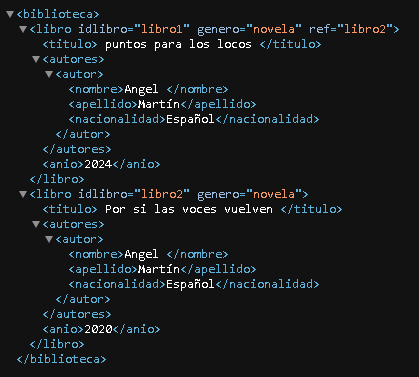 ▼<biblioteca>
▼<libro idlibro="libro1" genero="novela" ref="libro2">
<titulo> puntos para los locos </titulo>
▼<autores>
▼<autor>
<nombre>Angel </nombre>
<apellido>Martín</apellido>
<nacionalidad>Español</nacionalidad>
</autor>
</autores>
<anio>2024</anio>
</libro>
▼<libro idlibro="libro2" genero="novela">
<titulo> Por si las voces vuelven </titulo>
▼<autores>
▼<autor>
<nombre>Angel </nombre>
<apellido>Martín</apellido>
<nacionalidad>Español</nacionalidad>
</autor>
</autores>
<anio>2020</anio>
</libro>
</biblioteca>